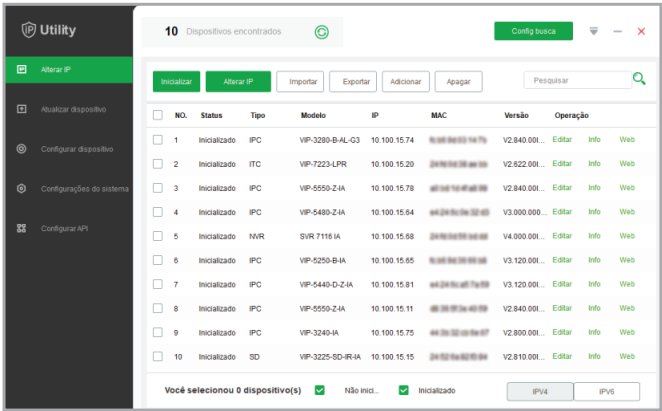 IP Utility
10 Dispositivos encontrados
Config busca
Alterar IP
Atualizar dispositivo
Configurar dispositivo
Configurações do sistema
Configurar API
Inicializar Alterar IP Importar Exportar Adicionar Apagar Pesquisar
NO. Status Tipo Modelo IP MAC Versão Operação
1 Inicializado IPC VIP-3280-B-AL-G3 10.100.15.74 V2.840.00I... Editar Info Web
2 Inicializado ITC VIP-7223-LPR 10.100.15.20 V2.622.00I... Editar Info Web
3 Inicializado IPC VIP-5550-Z-IA 10.100.15.78 V2.840.00I... Editar Info Web
4 Inicializado IPC VIP-5480-Z-IA 10.100.15.64 V3.000.000... Editar Info Web
5 Inicializado NVR SVR 7116 IA 10.100.15.68 V4.000.00I... Editar Info Web
6 Inicializado IPC VIP-5250-B-IA 10.100.15.65 V3.120.00I... Editar Info Web
7 Inicializado IPC VIP-5440-D-Z-IA 10.100.15.81 V3.120.00I... Editar Info Web
8 Inicializado IPC VIP-5550-Z-IA 10.100.15.11 V2.840.00I... Editar Info Web
9 Inicializado IPC VIP-3240-IA 10.100.15.75 V2.800.00I... Editar Info Web
10 Inicializado SD VIP-3225-SD-IR-IA 10.100.15.15 V2.810.00I... Editar Info Web
Você selecionou 0 dispositivo(s) Não inici... Inicializado IPV4 IPV6